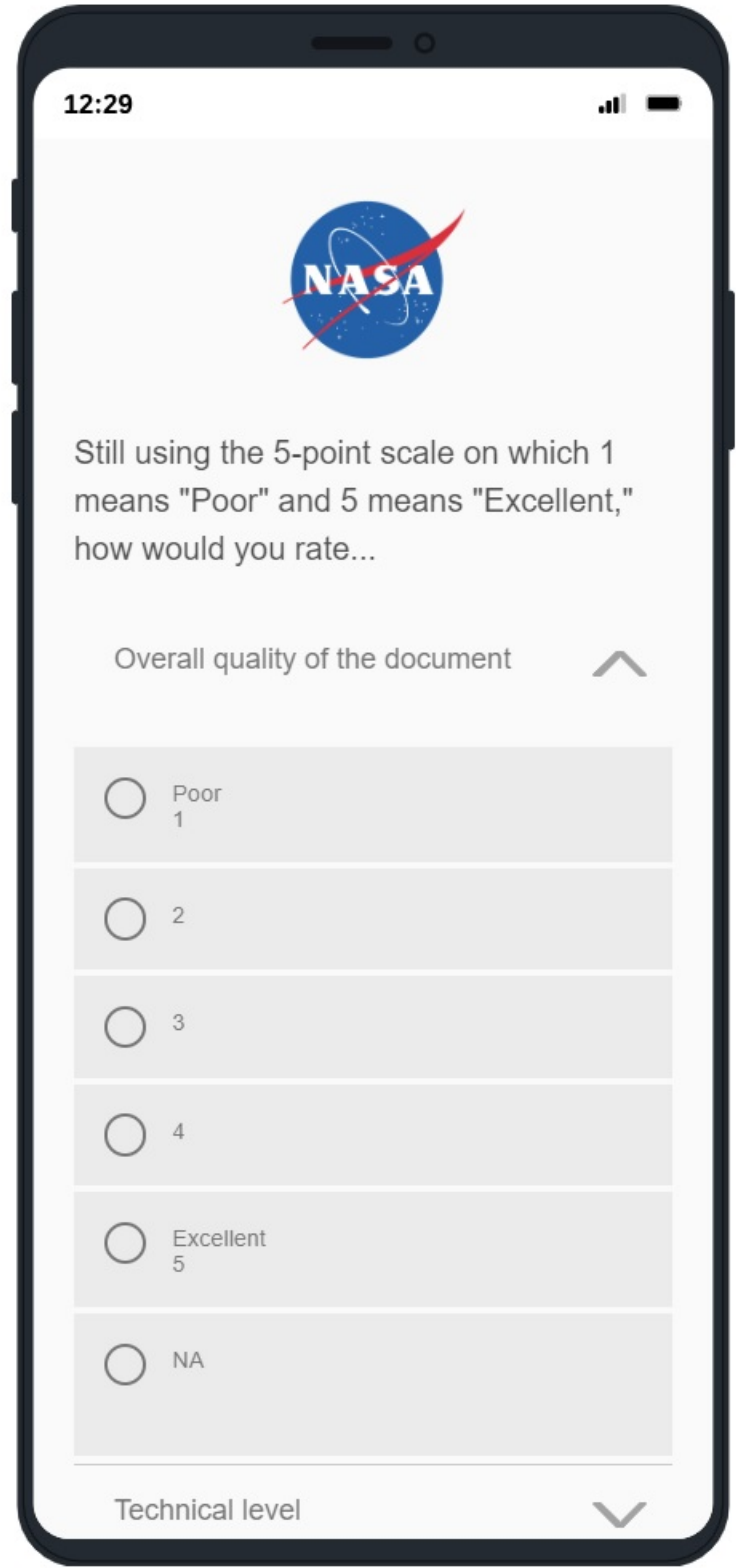 12:29
NASA
Still using the 5-point scale on which 1
means "Poor" and 5 means "Excellent,"
how would you rate...
Overall quality of the document
Poor
1
2
3
4
Excellent
5
NA
Technical level